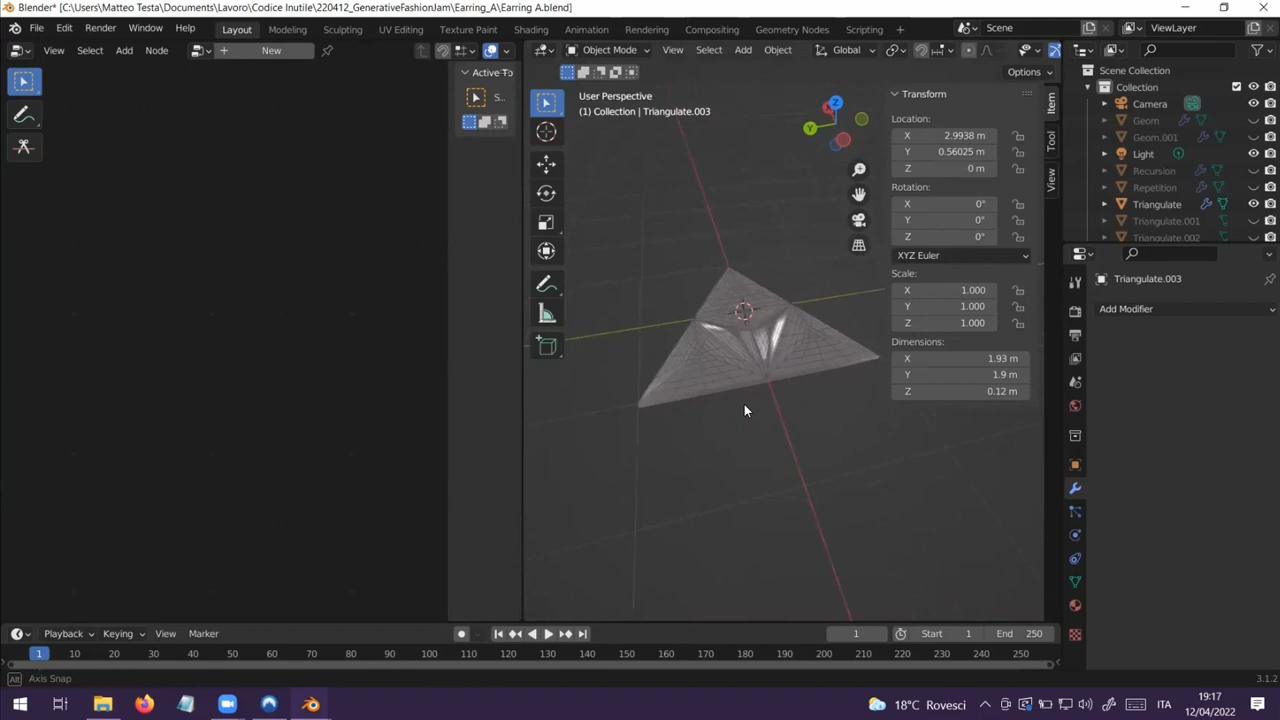 Blender* [C:\Users\Matteo Testa\Documents\Lavoro\Codice Inutile\220412_GenerativeFashionJam\Earring_A\Earring A.blend]
File Edit Render Window Help Layout Modeling Sculpting UV Editing Texture Paint Shading Animation Rendering Compositing Geometry Nodes Scripting Scene ViewLayer
View Select Add Node New Object Mode View Select Add Object Global
Active To Options
S...
User Perspective
(1) Collection | Triangulate.003
Z
Y
Transform
Location:
X 2.9938 m
Y 0.56025 m
Z 0 m
Rotation:
X 0°
Y 0°
Z 0°
XYZ Euler
Scale:
X 1.000
Y 1.000
Z 1.000
Dimensions:
X 1.93 m
Y 1.9 m
Z 0.12 m
Item
Tool
View
Scene Collection
Collection
Camera
Geom
Geom.001
Light
Recursion
Repetition
Triangulate
Triangulate.001
Triangulate.002
Triangulate.003
Add Modifier
Playback Keying View Marker 1 Start 1 End 250
1 10 20 30 40 50 60 70 80 90 100 110 120 130 140 150 160 170 180 190 200 210 220 230 240 250
Alt Axis Snap 3.1.2
18°C Rovesci ITA 19:17
12/04/2022